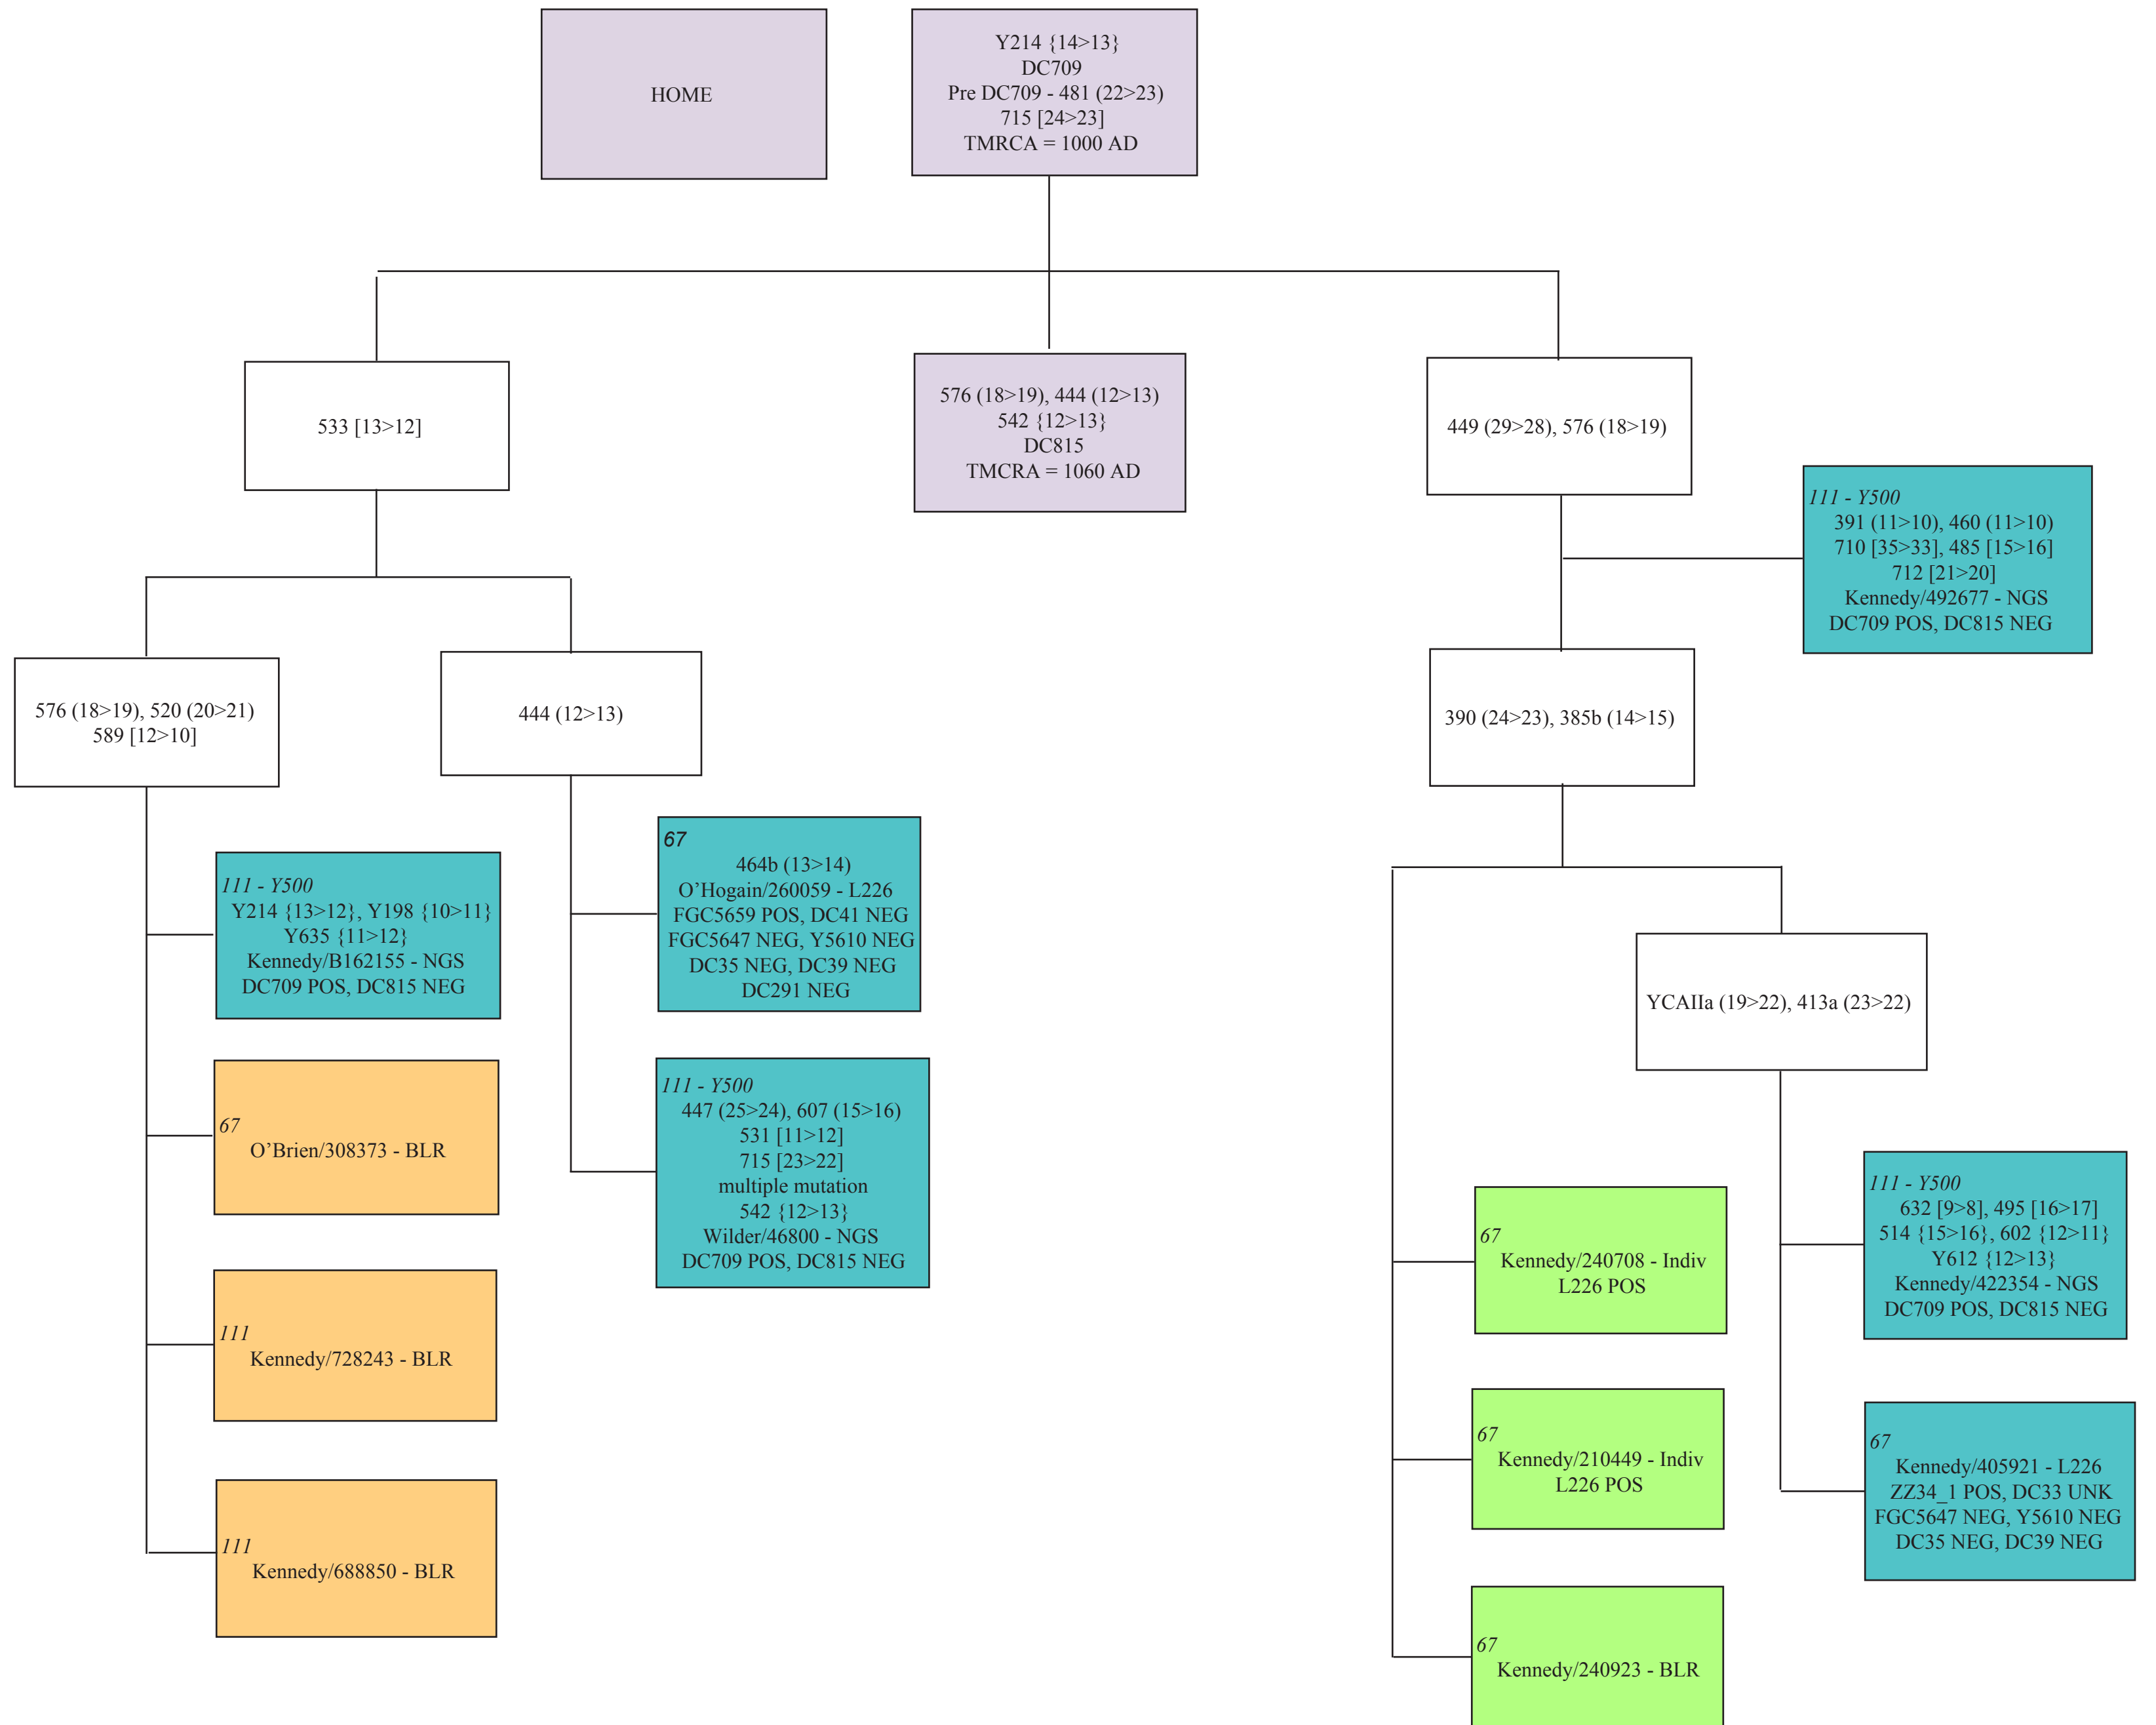 HOME
Y214 {14>13}
DC709
Pre DC709 - 481 (22>23)
715 [24>23]
TMRCA = 1000 AD
533 [13>12]
576 (18>19), 444 (12>13)
542 {12>13}
DC815
TMCRA = 1060 AD
449 (29>28), 576 (18>19)
111 - Y500
391 (11>10), 460 (11>10)
710 [35>33], 485 [15>16]
712 [21>20]
Kennedy/492677 - NGS
DC709 POS, DC815 NEG
576 (18>19), 520 (20>21)
589 [12>10]
444 (12>13)
390 (24>23), 385b (14>15)
111 - Y500
Y214 {13>12}, Y198 {10>11}
Y635 {11>12}
Kennedy/B162155 - NGS
DC709 POS, DC815 NEG
67
O'Brien/308373 - BLR
111
Kennedy/728243 - BLR
111
Kennedy/688850 - BLR
67
464b (13>14)
O'Hogain/260059 - L226
FGC5659 POS, DC41 NEG
FGC5647 NEG, Y5610 NEG
DC35 NEG, DC39 NEG
DC291 NEG
111 - Y500
447 (25>24), 607 (15>16)
531 [11>12]
715 [23>22]
multiple mutation
542 {12>13}
Wilder/46800 - NGS
DC709 POS, DC815 NEG
YCAIIa (19>22), 413a (23>22)
67
Kennedy/240708 - Indiv
L226 POS
67
Kennedy/210449 - Indiv
L226 POS
67
Kennedy/240923 - BLR
111 - Y500
632 [9>8], 495 [16>17]
514 {15>16}, 602 {12>11}
Y612 {12>13}
Kennedy/422354 - NGS
DC709 POS, DC815 NEG
67
Kennedy/405921 - L226
ZZ34_1 POS, DC33 UNK
FGC5647 NEG, Y5610 NEG
DC35 NEG, DC39 NEG